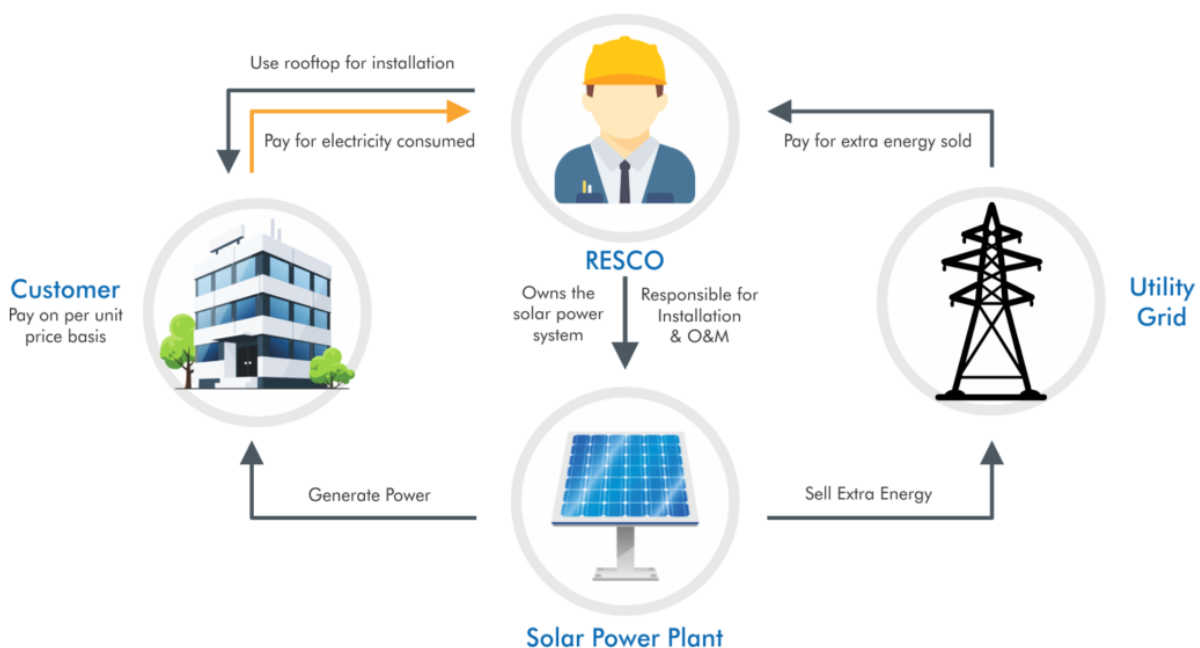 Use rooftop for installation
Pay for electricity consumed
Pay for extra energy sold
RESCO
Owns the
solar power
system
Responsible for
Installation
& O&M
Customer
Pay on per unit
price basis
Utility
Grid
Generate Power
Sell Extra Energy
Solar Power Plant